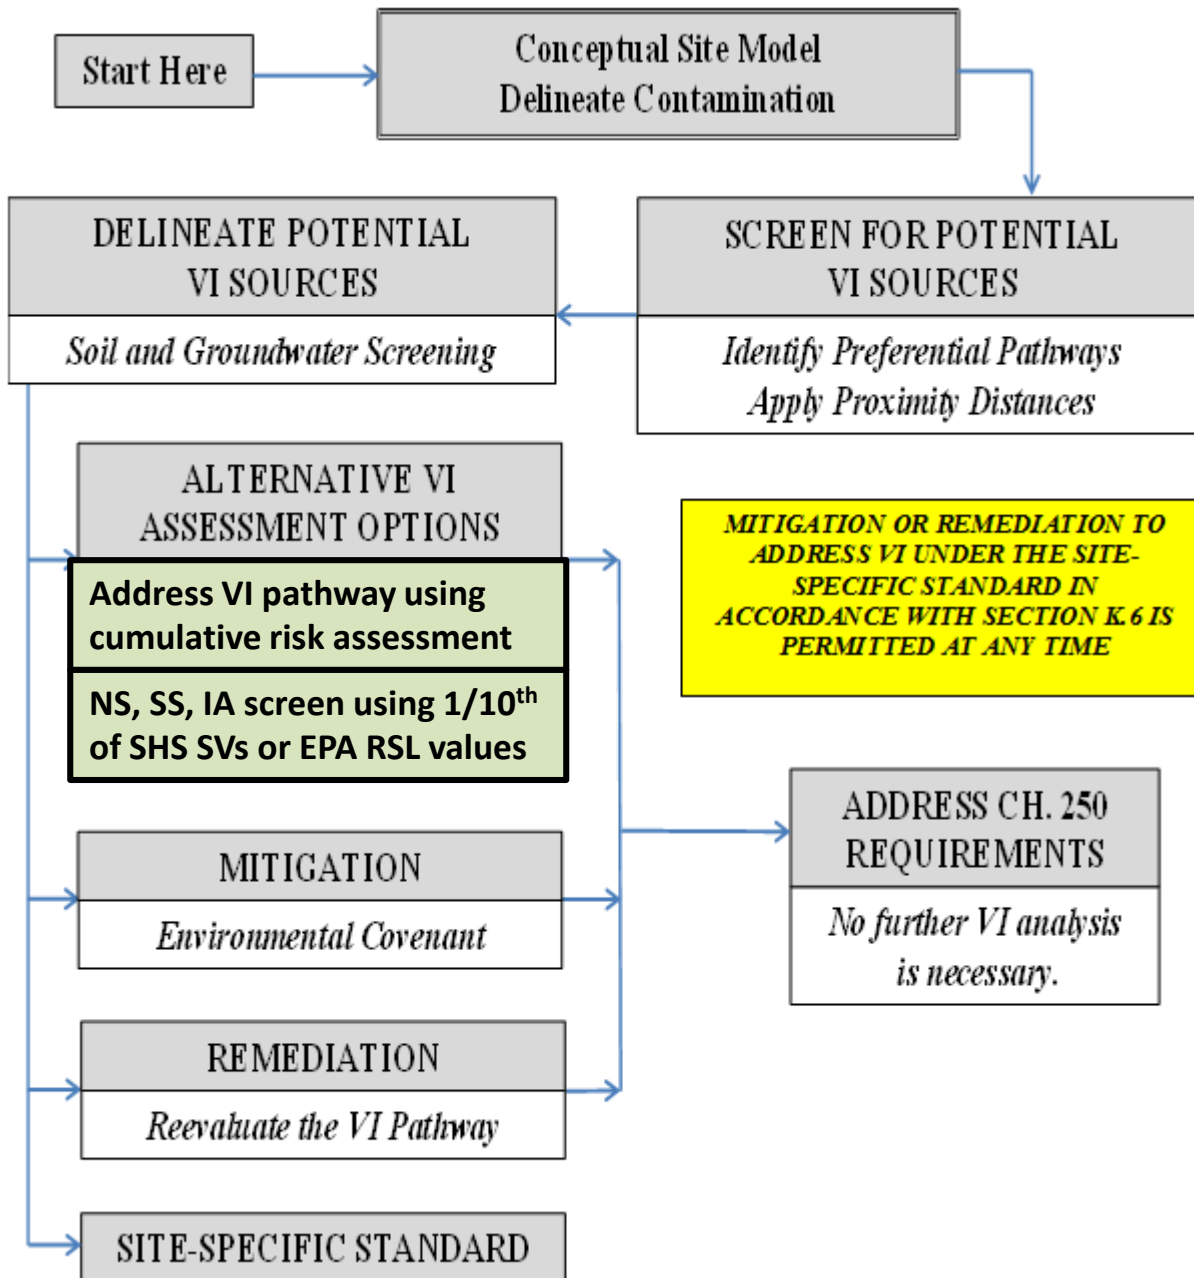 Start Here
Conceptual Site Model
Delineate Contamination
DELINEATE POTENTIAL
VI SOURCES
Soil and Groundwater Screening
SCREEN FOR POTENTIAL
VI SOURCES
Identify Preferential Pathways
Apply Proximity Distances
ALTERNATIVE VI
ASSESSMENT OPTIONS
Address VI pathway using
cumulative risk assessment
NS, SS, IA screen using 1/10th
of SHS SVs or EPA RSL values
MITIGATION OR REMEDIATION TO
ADDRESS VI UNDER THE SITE-
SPECIFIC STANDARD IN
ACCORDANCE WITH SECTION K.6 IS
PERMITTED AT ANY TIME
ADDRESS CH. 250
REQUIREMENTS
No further VI analysis
is necessary.
MITIGATION
Environmental Covenant
REMEDIATION
Reevaluate the VI Pathway
SITE-SPECIFIC STANDARD